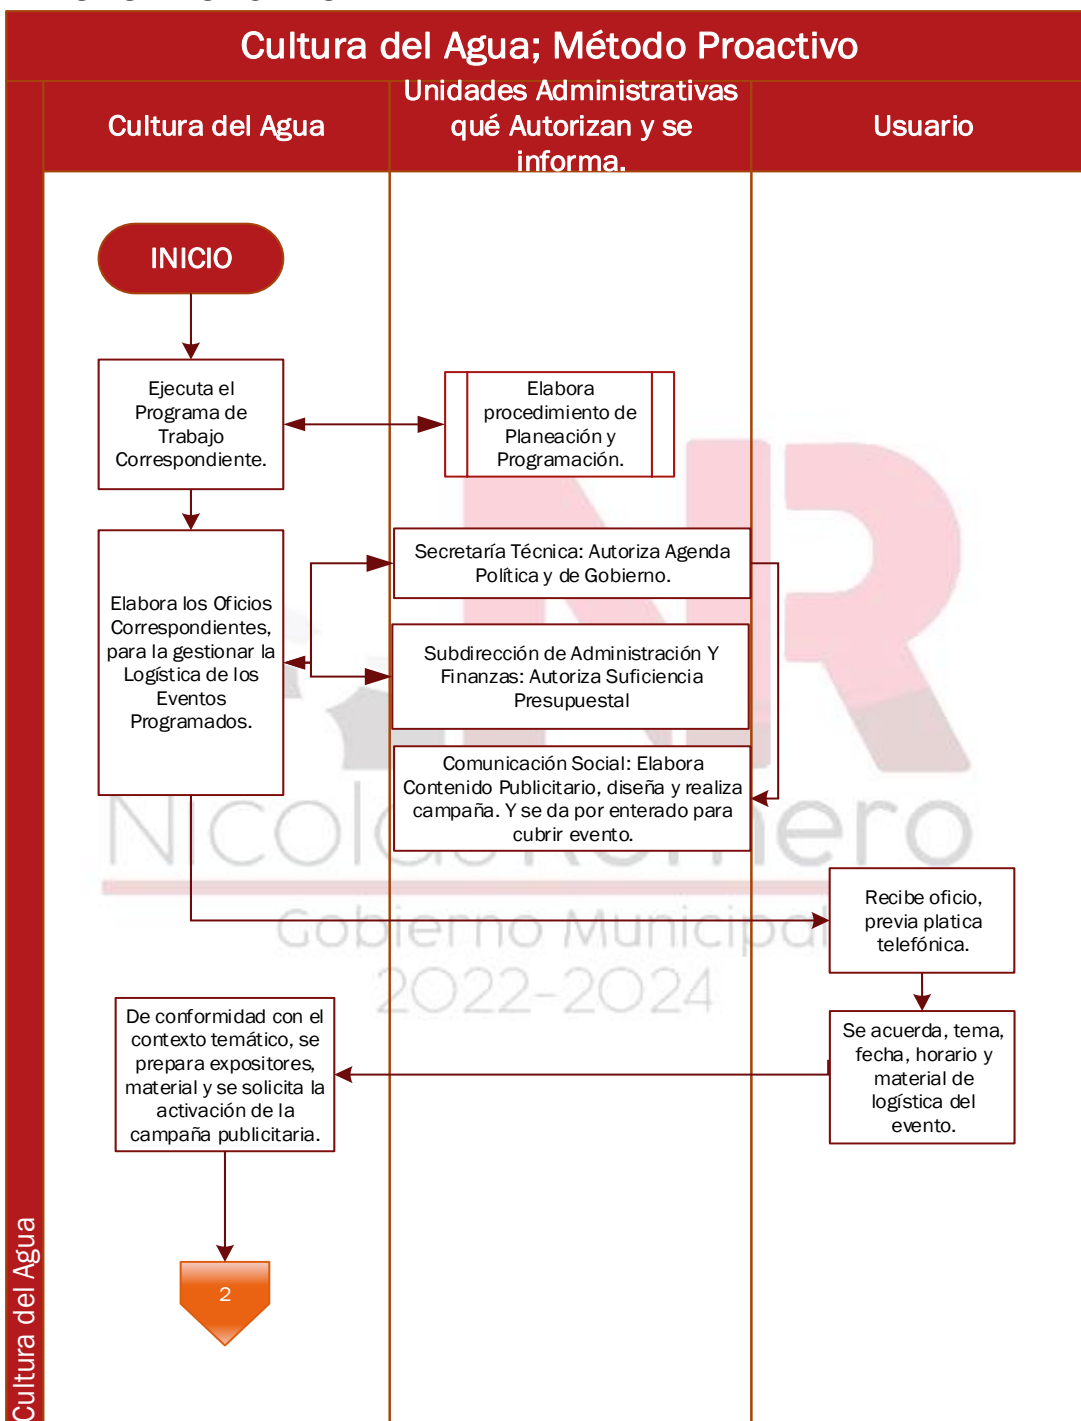 Cultura del Agua; Método Proactivo
Cultura del Agua
Unidades Administrativas
qué Autorizan y se
informa.
Usuario
INICIO
Ejecuta el
Programa de
Trabajo
Correspondiente.
Elabora
procedimiento de
Planeación y
Programación.
Elabora los Oficios
Correspondientes,
para la gestionar la
Logística de los
Eventos
Programados.
Secretaría Técnica: Autoriza Agenda
Política y de Gobierno.
Subdirección de Administración Y
Finanzas: Autoriza Suficiencia
Presupuestal
Comunicación Social: Elabora
Contenido Publicitario, diseña y realiza
campaña. Y se da por enterado para
cubrir evento.
Recibe oficio,
previa platica
telefónica.
Se acuerda, tema,
fecha, horario y
material de
logística del
evento.
De conformidad con el
contexto temático, se
prepara expositores,
material y se solicita la
activación de la
campaña publicitaria.
2
Cultura del Agua
NR
Nicolás Romero
Gobierno Municipal
2022-2024